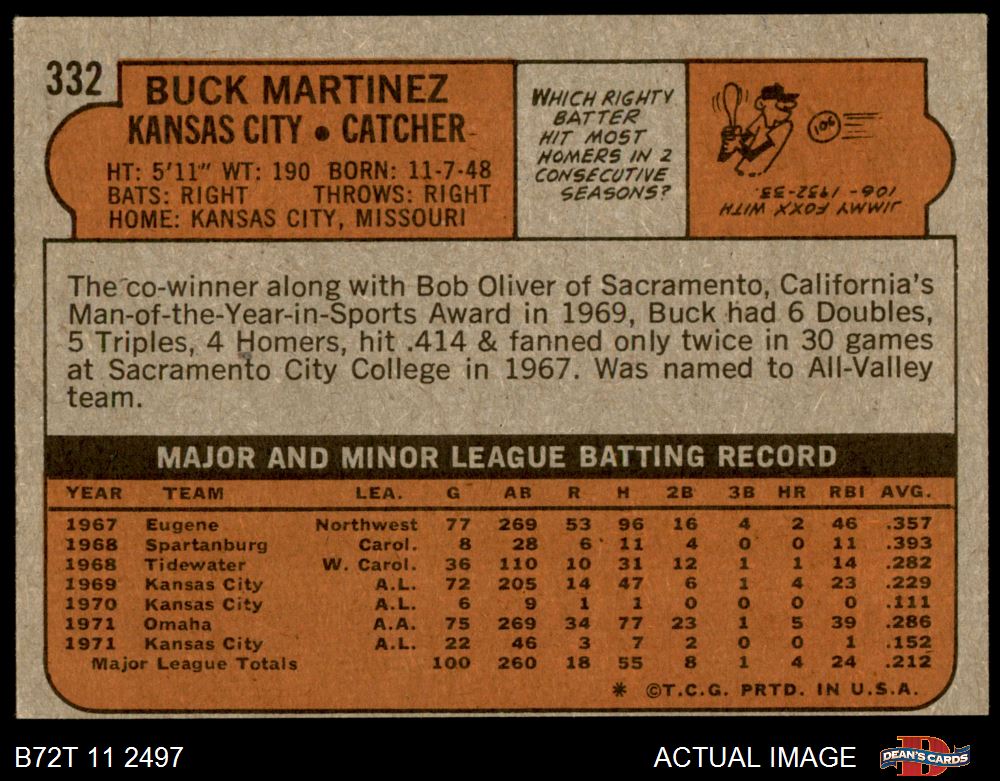 332
BUCK MARTINEZ
KANSAS CITY • CATCHER
HT: 5'11" WT: 190 BORN: 11-7-48
BATS: RIGHT THROWS: RIGHT
HOME: KANSAS CITY, MISSOURI
WHICH RIGHTY
BATTER
HIT MOST
HOMERS IN 2
CONSECUTIVE
SEASONS?
106
JIMMY FOXX WITH
106 - 1932-33.
The co-winner along with Bob Oliver of Sacramento, California's
Man-of-the-Year-in-Sports Award in 1969, Buck had 6 Doubles,
5 Triples, 4 Homers, hit .414 & fanned only twice in 30 games
at Sacramento City College in 1967. Was named to All-Valley
team.
MAJOR AND MINOR LEAGUE BATTING RECORD
YEAR TEAM LEA. G AB R H 2B 3B HR RBI AVG.
1967 Eugene Northwest 77 269 53 96 16 4 2 46 .357
1968 Spartanburg Carol. 8 28 6 11 4 0 0 11 .393
1968 Tidewater W. Carol. 36 110 10 31 12 1 1 14 .282
1969 Kansas City A.L. 72 205 14 47 6 1 4 23 .229
1970 Kansas City A.L. 6 9 1 1 0 0 0 0 .111
1971 Omaha A.A. 75 269 34 77 23 1 5 39 .286
1971 Kansas City A.L. 22 46 3 7 2 0 0 1 .152
Major League Totals 100 260 18 55 8 1 4 24 .212
* ©T.C.G. PRTD. IN U.S.A.
B72T 11 2497
ACTUAL IMAGE
DEAN'S CARDS